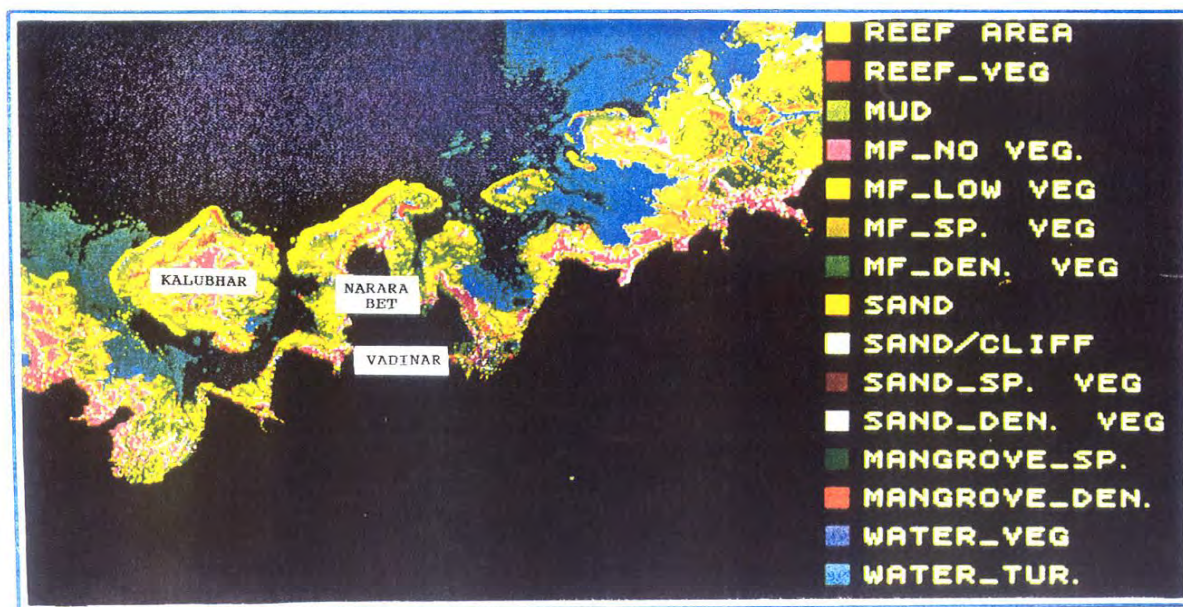 REEF AREA
REEF_VEG
MUD
MF_NO VEG.
MF_LOW VEG
MF_SP. VEG
MF_DEN. VEG
SAND
SAND/CLIFF
SAND_SP. VEG
SAND_DEN. VEG
MANGROVE_SP.
MANGROVE_DEN.
WATER_VEG
WATER_TUR.
KALUBHAR
NARARA
BET
VADINAR